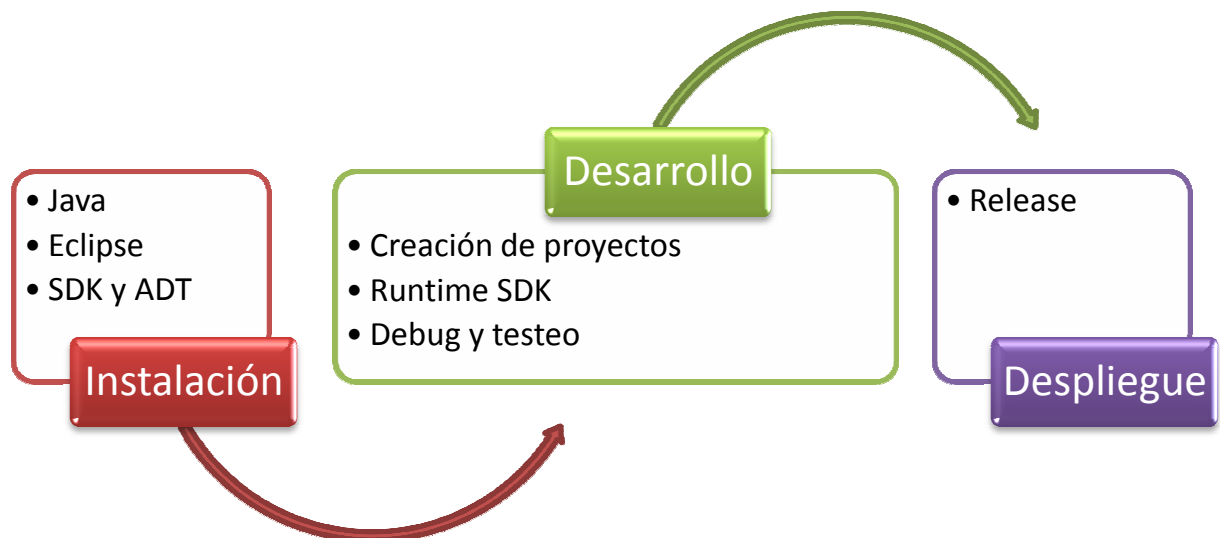 • Java
• Eclipse
• SDK y ADT
Instalación
Desarrollo
• Creación de proyectos
• Runtime SDK
• Debug y testeo
• Release
Despliegue